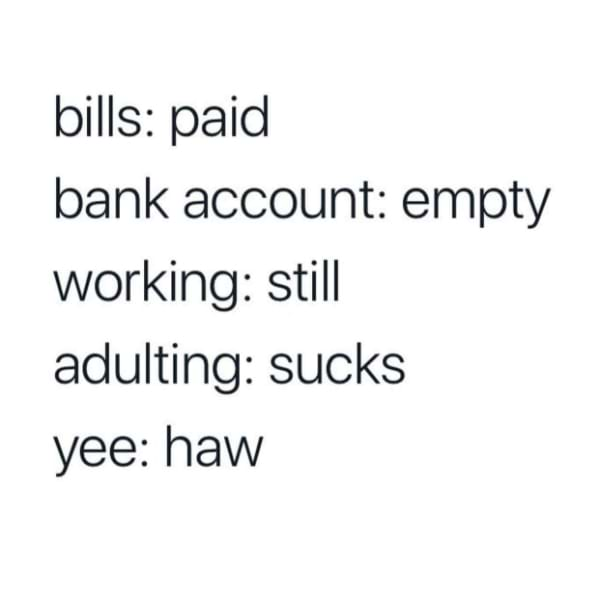 bills: paid
bank account: empty
working: still
adulting: sucks
yee: haw